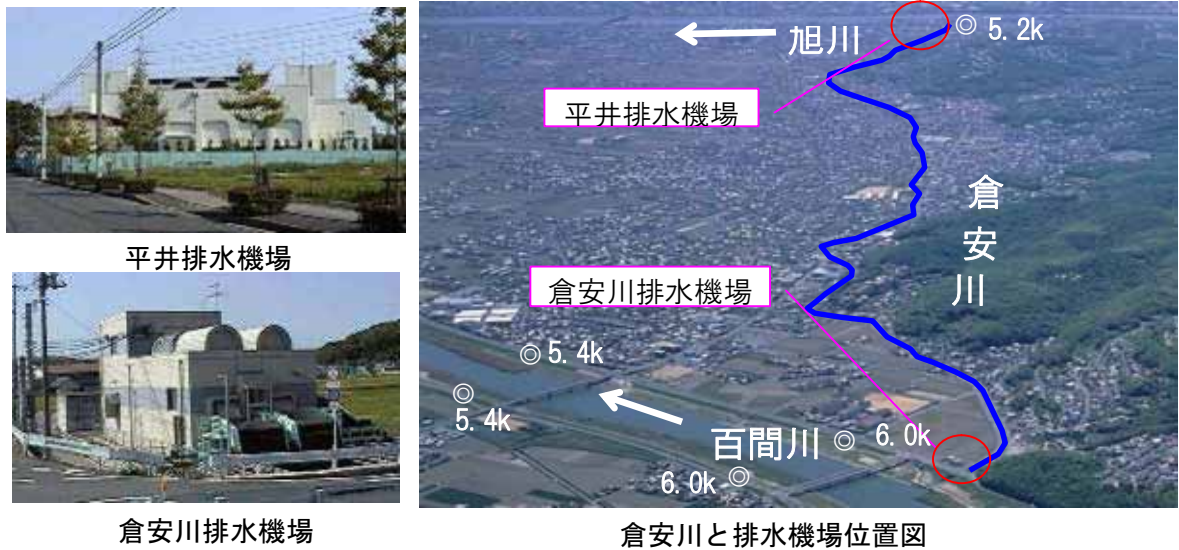 平井排水機場
倉安川排水機場
旭川
5.2k
平井排水機場
倉安川
倉安川排水機場
5.4k
5.4k
百間川
6.0k
6.0k
倉安川と排水機場位置図